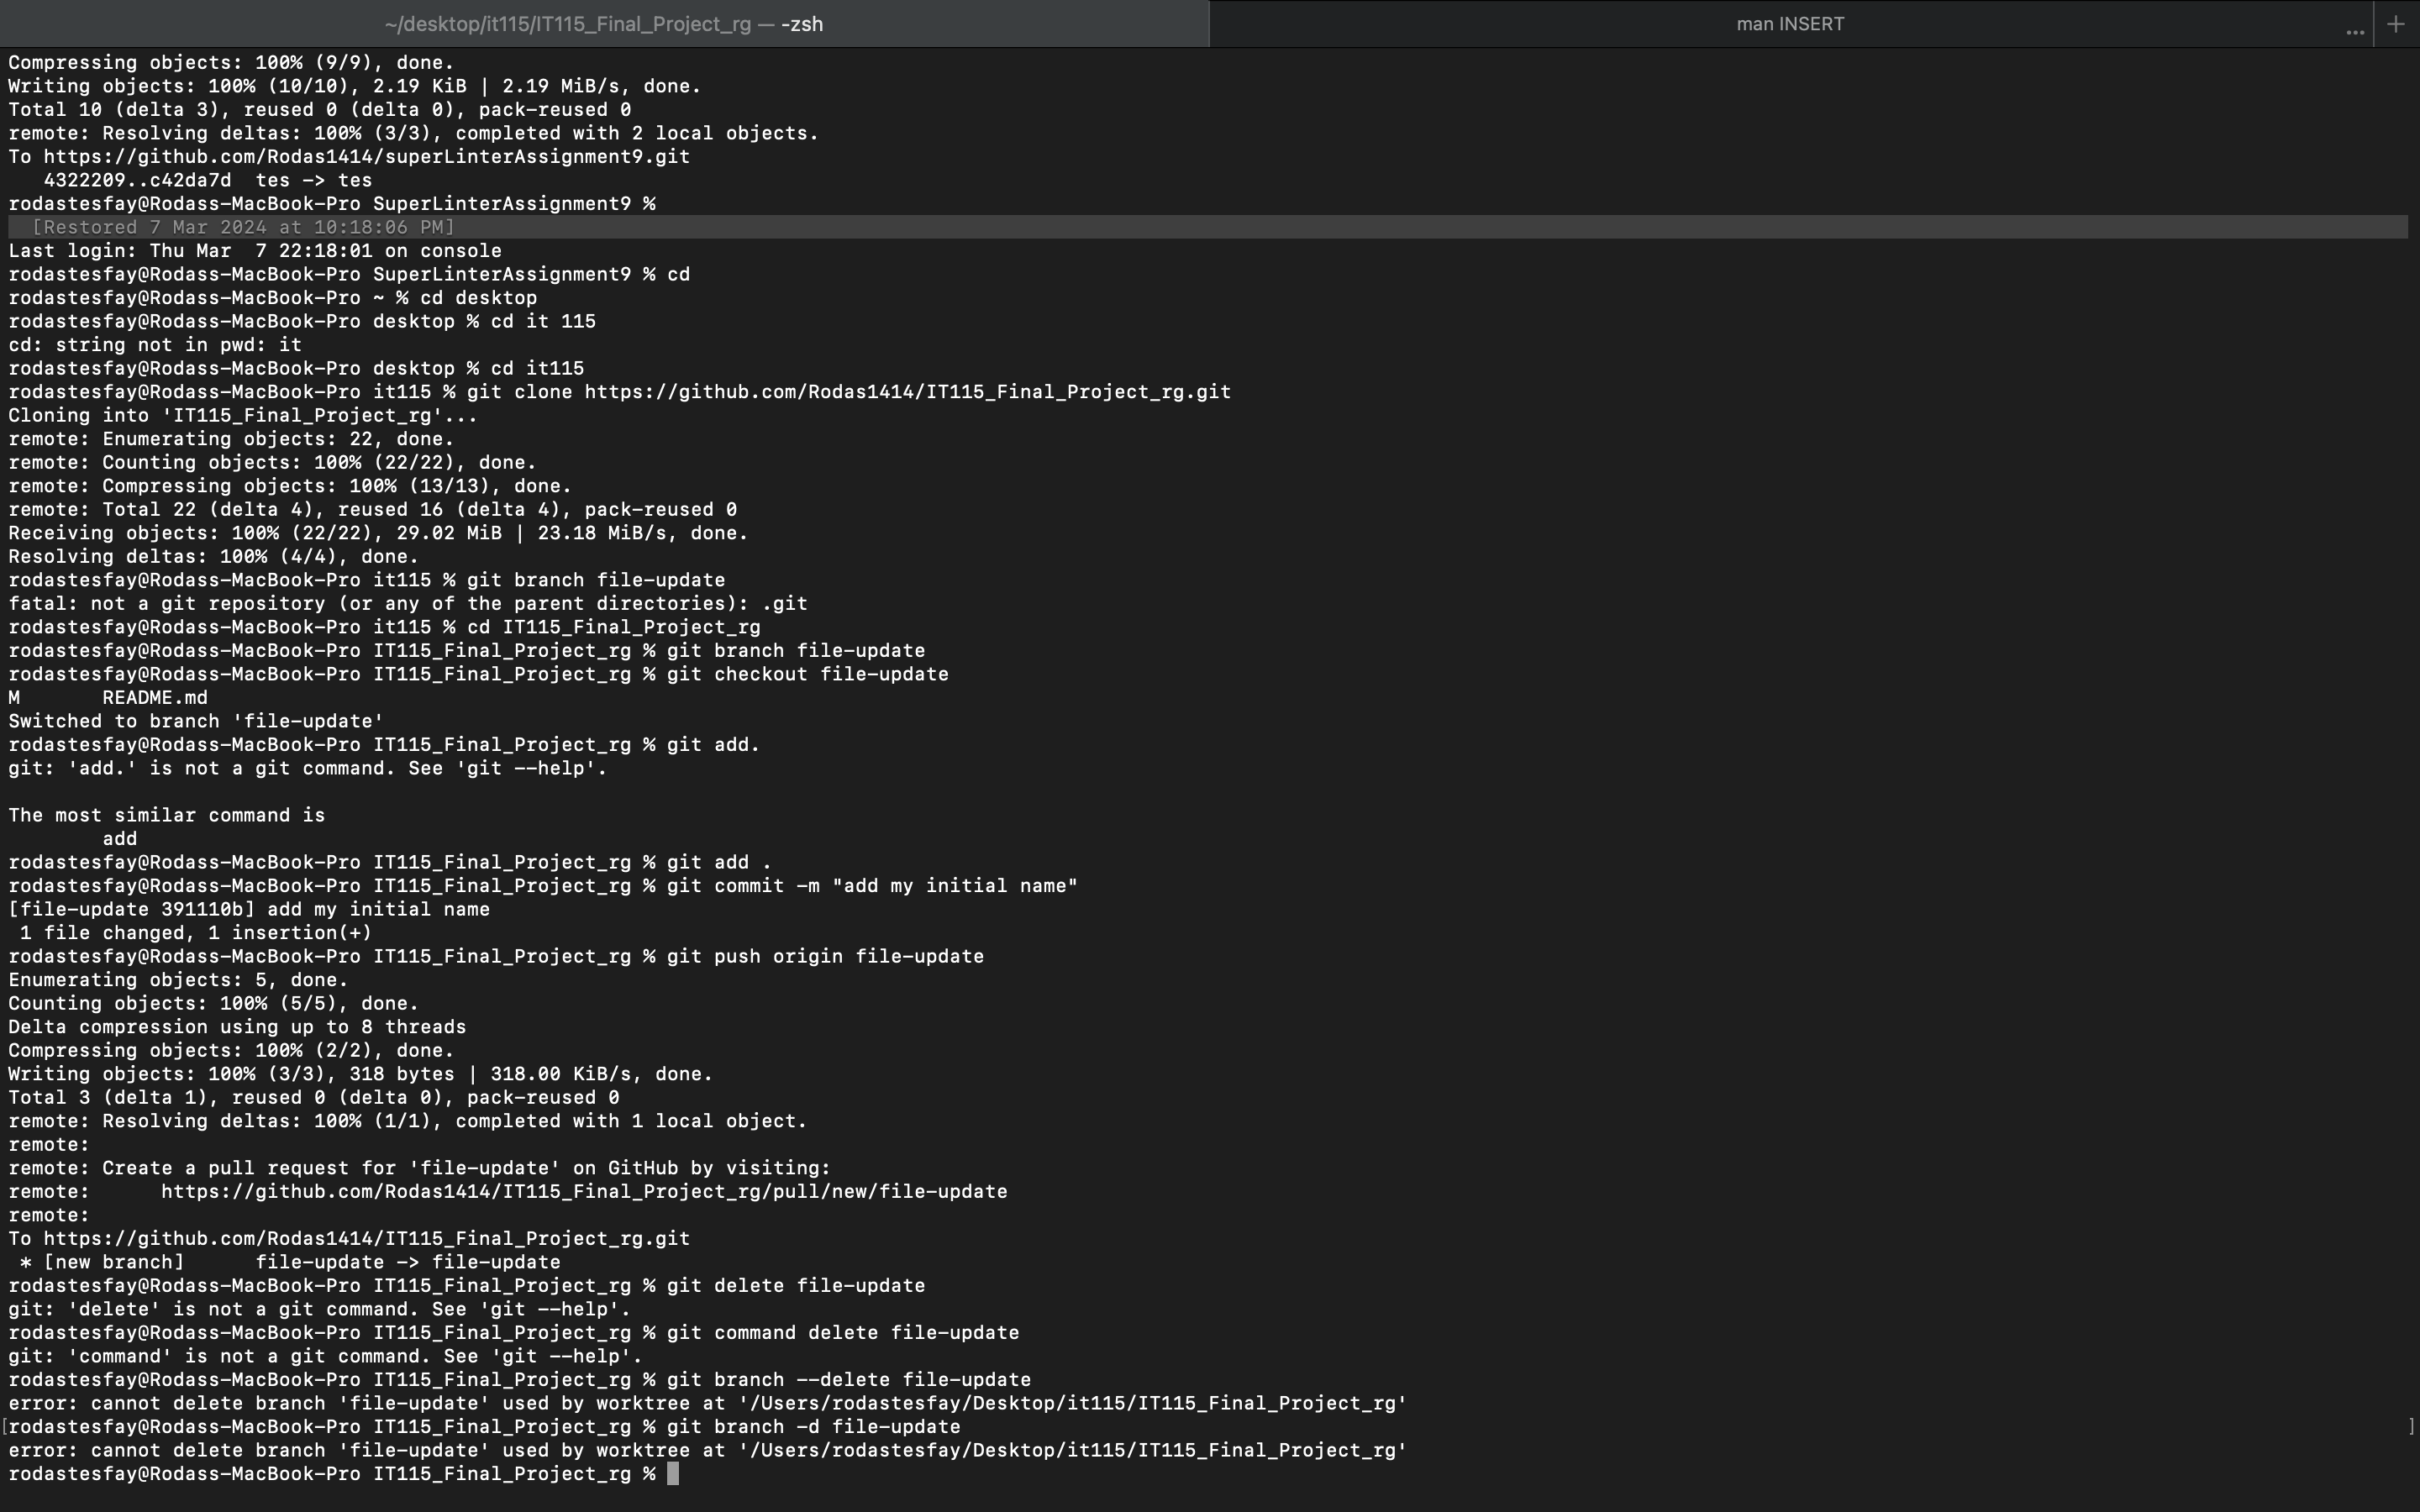 ~/desktop/it115/IT115_Final_Project_rg — -zsh
man INSERT
... +
Compressing objects: 100% (9/9), done.
Writing objects: 100% (10/10), 2.19 KiB | 2.19 MiB/s, done.
Total 10 (delta 3), reused 0 (delta 0), pack-reused 0
remote: Resolving deltas: 100% (3/3), completed with 2 local objects.
To https://github.com/Rodas1414/superLinterAssignment9.git
   4322209..c42da7d  tes -> tes
rodastesfay@Rodass-MacBook-Pro SuperLinterAssignment9 %
  [Restored 7 Mar 2024 at 10:18:06 PM]
Last login: Thu Mar  7 22:18:01 on console
rodastesfay@Rodass-MacBook-Pro SuperLinterAssignment9 % cd
rodastesfay@Rodass-MacBook-Pro ~ % cd desktop
rodastesfay@Rodass-MacBook-Pro desktop % cd it 115
cd: string not in pwd: it
rodastesfay@Rodass-MacBook-Pro desktop % cd it115
rodastesfay@Rodass-MacBook-Pro it115 % git clone https://github.com/Rodas1414/IT115_Final_Project_rg.git
Cloning into 'IT115_Final_Project_rg'...
remote: Enumerating objects: 22, done.
remote: Counting objects: 100% (22/22), done.
remote: Compressing objects: 100% (13/13), done.
remote: Total 22 (delta 4), reused 16 (delta 4), pack-reused 0
Receiving objects: 100% (22/22), 29.02 MiB | 23.18 MiB/s, done.
Resolving deltas: 100% (4/4), done.
rodastesfay@Rodass-MacBook-Pro it115 % git branch file-update
fatal: not a git repository (or any of the parent directories): .git
rodastesfay@Rodass-MacBook-Pro it115 % cd IT115_Final_Project_rg
rodastesfay@Rodass-MacBook-Pro IT115_Final_Project_rg % git branch file-update
rodastesfay@Rodass-MacBook-Pro IT115_Final_Project_rg % git checkout file-update
M       README.md
Switched to branch 'file-update'
rodastesfay@Rodass-MacBook-Pro IT115_Final_Project_rg % git add.
git: 'add.' is not a git command. See 'git --help'.

The most similar command is
        add
rodastesfay@Rodass-MacBook-Pro IT115_Final_Project_rg % git add .
rodastesfay@Rodass-MacBook-Pro IT115_Final_Project_rg % git commit -m "add my initial name"
[file-update 391110b] add my initial name
 1 file changed, 1 insertion(+)
rodastesfay@Rodass-MacBook-Pro IT115_Final_Project_rg % git push origin file-update
Enumerating objects: 5, done.
Counting objects: 100% (5/5), done.
Delta compression using up to 8 threads
Compressing objects: 100% (2/2), done.
Writing objects: 100% (3/3), 318 bytes | 318.00 KiB/s, done.
Total 3 (delta 1), reused 0 (delta 0), pack-reused 0
remote: Resolving deltas: 100% (1/1), completed with 1 local object.
remote:
remote: Create a pull request for 'file-update' on GitHub by visiting:
remote:      https://github.com/Rodas1414/IT115_Final_Project_rg/pull/new/file-update
remote:
To https://github.com/Rodas1414/IT115_Final_Project_rg.git
 * [new branch]      file-update -> file-update
rodastesfay@Rodass-MacBook-Pro IT115_Final_Project_rg % git delete file-update
git: 'delete' is not a git command. See 'git --help'.
rodastesfay@Rodass-MacBook-Pro IT115_Final_Project_rg % git command delete file-update
git: 'command' is not a git command. See 'git --help'.
rodastesfay@Rodass-MacBook-Pro IT115_Final_Project_rg % git branch --delete file-update
error: cannot delete branch 'file-update' used by worktree at '/Users/rodastesfay/Desktop/it115/IT115_Final_Project_rg'
[rodastesfay@Rodass-MacBook-Pro IT115_Final_Project_rg % git branch -d file-update ]
error: cannot delete branch 'file-update' used by worktree at '/Users/rodastesfay/Desktop/it115/IT115_Final_Project_rg'
rodastesfay@Rodass-MacBook-Pro IT115_Final_Project_rg %